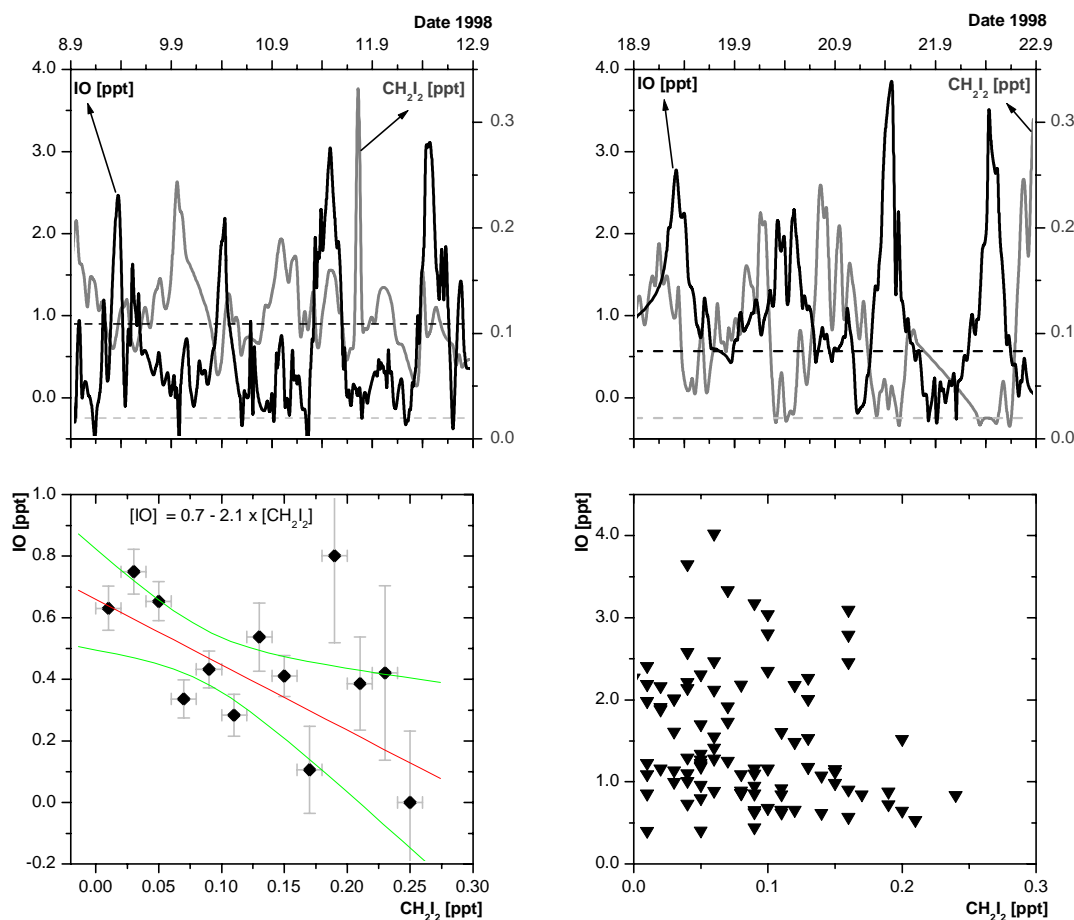 Date 1998
8.9 9.9 10.9 11.9 12.9
4.0
3.0
2.0
1.0
0.0
IO [ppt]
CH₂I₂ [ppt]
0.3
0.2
0.1
0.0
Date 1998
18.9 19.9 20.9 21.9 22.9
4.0
3.0
2.0
1.0
0.0
IO [ppt]
CH₂I₂ [ppt]
0.3
0.2
0.1
0.0
IO [ppt]
1.0
0.8
0.6
0.4
0.2
0.0
-0.2
[IO] = 0.7 - 2.1 x [CH₂I₂]
0.00 0.05 0.10 0.15 0.20 0.25 0.30
CH₂I₂ [ppt]
IO [ppt]
4.0
3.0
2.0
1.0
0.0
0.0 0.1 0.2 0.3
CH₂I₂ [ppt]